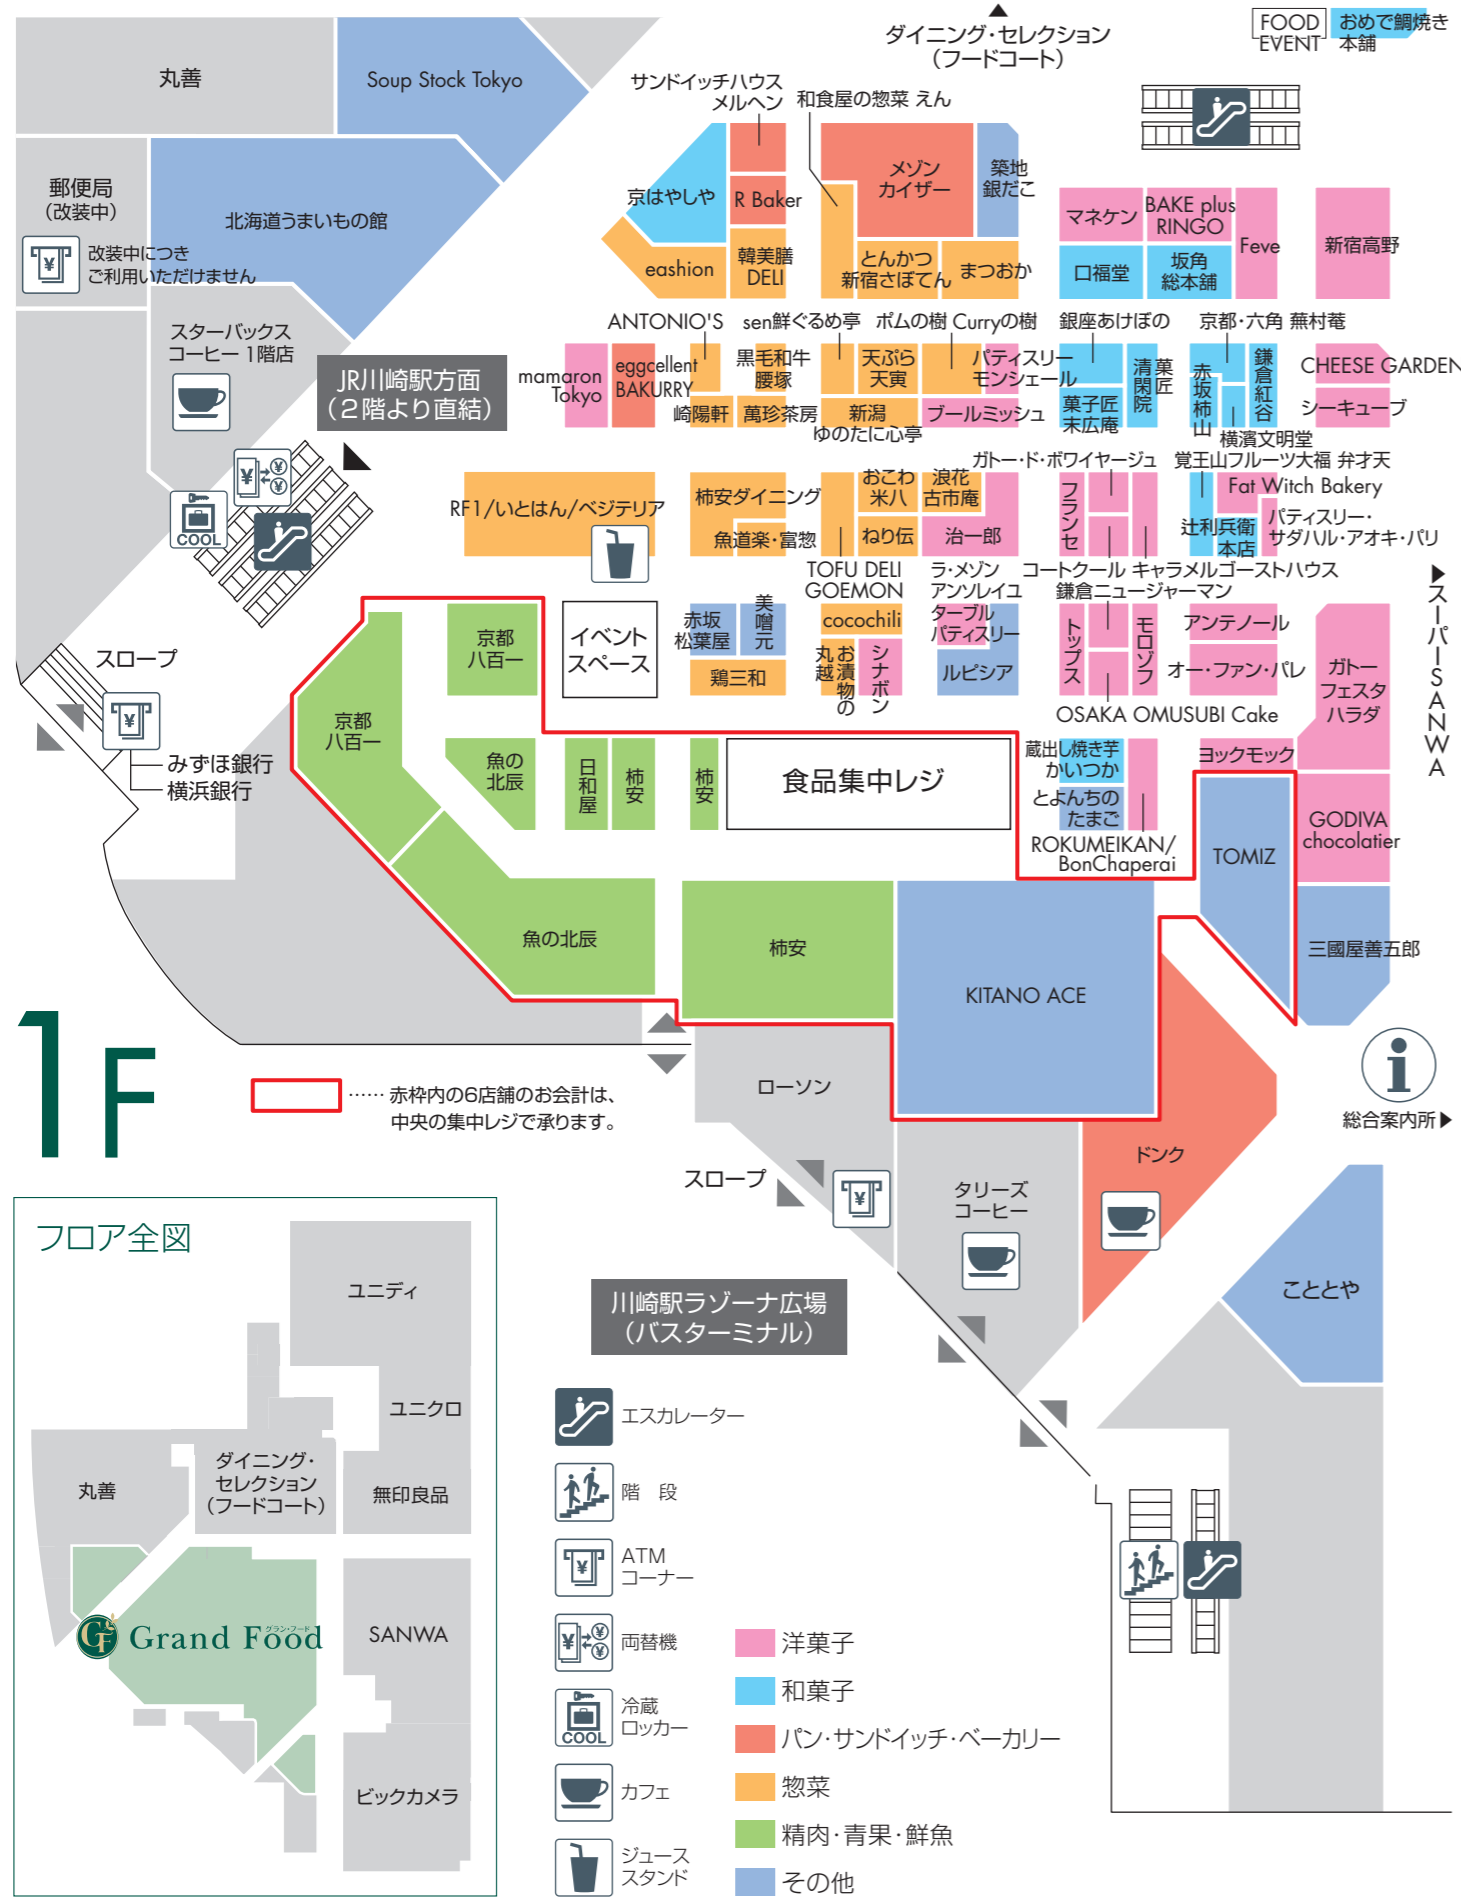 ダイニング・セレクション
（フードコート）
FOOD
EVENT
おめで鯛焼き
本舗
丸善
Soup Stock Tokyo
サンドイッチハウス
メルヘン
和食屋の惣菜 えん
郵便局
（改装中）
改装中につき
ご利用いただけません
北海道うまいもの館
京はやしや
R Baker
メゾン
カイザー
築地
銀だこ
eashion
韓美膳
DELI
とんかつ
新宿さぼてん
まつおか
マネケン
BAKE plus
RINGO
Feve
新宿高野
口福堂
坂角
総本舗
スターバックス
コーヒー 1階店
JR川崎駅方面
（2階より直結）
ANTONIO'S
sen鮮ぐるめ亭
ポムの樹 Curryの樹
銀座あけぼの
京都・六角 蕪村菴
mamaron
Tokyo
eggcellent
BAKURRY
黒毛和牛
腰塚
天ぷら
天寅
パティスリー
モンシェール
菓匠
清閑院
赤坂柿山
鎌倉紅谷
CHEESE GARDEN
崎陽軒
萬珍茶房
新潟
ゆのたに心亭
ブールミッシュ
菓子匠
末広庵
横濱文明堂
シーキューブ
COOL
RF1/いとはん/ベジテリア
柿安ダイニング
魚道楽・富惣
おこわ
米八
浪花
古市庵
ねり伝
治一郎
ガトー・ド・ボワイヤージュ
フランセ
覚王山フルーツ大福 弁才天
Fat Witch Bakery
辻利兵衛
本店
パティスリー・
サダハル・アオキ・パリ
TOFU DELI
GOEMON
ラ・メゾン
アンソレイユ
ターブル
パティスリー
コートクール
キャラメルゴーストハウス
鎌倉ニュージャーマン
▶スーパーSANWA
スロープ
京都
八百一
イベント
スペース
赤坂
松葉屋
美噌元
鶏三和
cocochili
お漬物の
丸越
シナボン
ルピシア
トップス
モロゾフ
アンテノール
オー・ファン・パレ
ガトー
フェスタ
ハラダ
OSAKA OMUSUBI Cake
京都
八百一
みずほ銀行
横浜銀行
魚の
北辰
日和屋
柿安
柿安
食品集中レジ
蔵出し焼き芋
かいつか
とよんちの
たまご
ROKUMEIKAN/
BonChaperai
ヨックモック
TOMIZ
GODIVA
chocolatier
魚の北辰
柿安
KITANO ACE
三國屋善五郎
1F
赤枠内の6店舗のお会計は、
中央の集中レジで承ります。
ローソン
ドンク
総合案内所▶
スロープ
タリーズ
コーヒー
こととや
川崎駅ラゾーナ広場
（バスターミナル）
フロア全図
ユニディ
ユニクロ
丸善
ダイニング・
セレクション
（フードコート）
無印良品
GF
Grand Food
グラン・フード
SANWA
ビックカメラ
エスカレーター
階 段
ATM
コーナー
両替機
COOL
冷蔵
ロッカー
カフェ
ジュース
スタンド
洋菓子
和菓子
パン・サンドイッチ・ベーカリー
惣菜
精肉・青果・鮮魚
その他